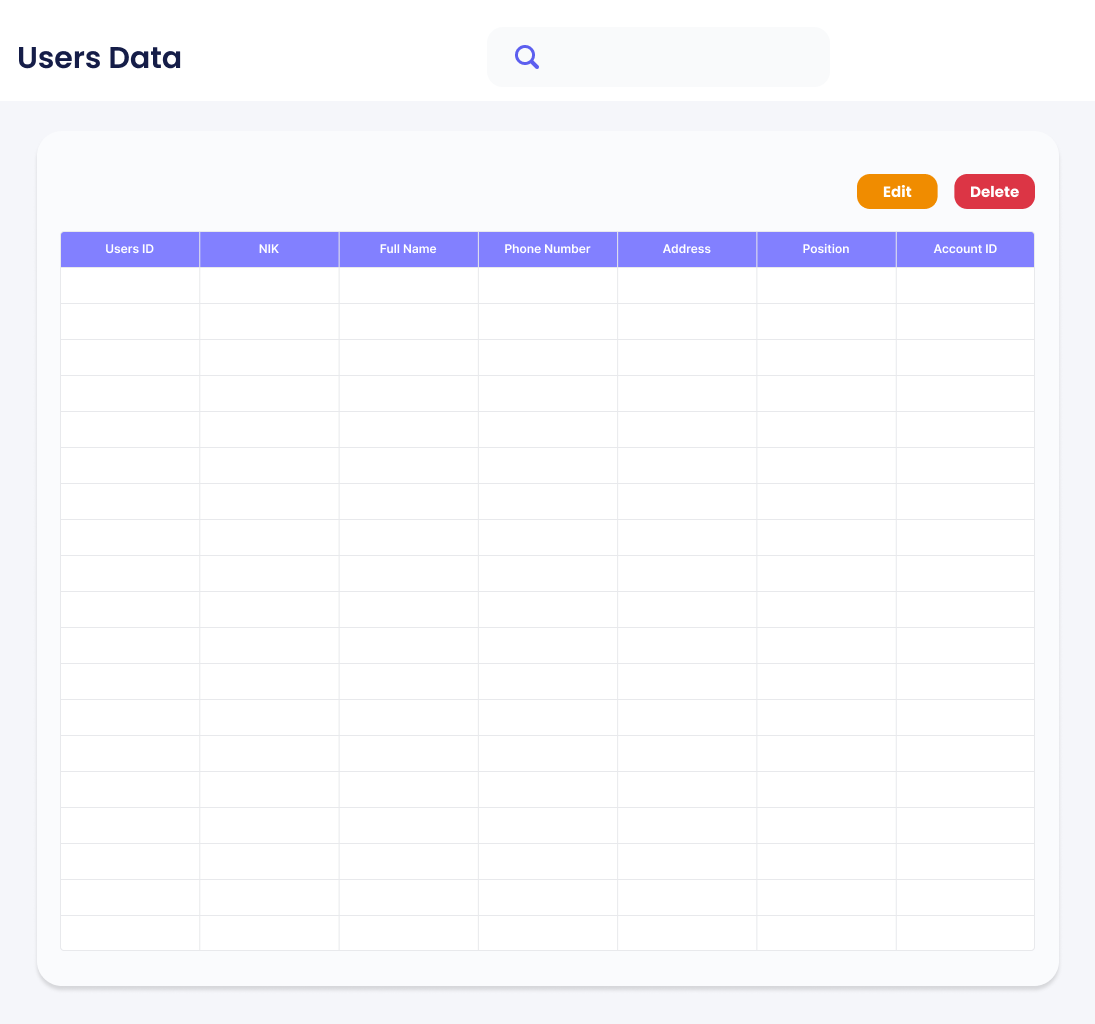 Users Data
Edit Delete
Users ID NIK Full Name Phone Number Address Position Account ID